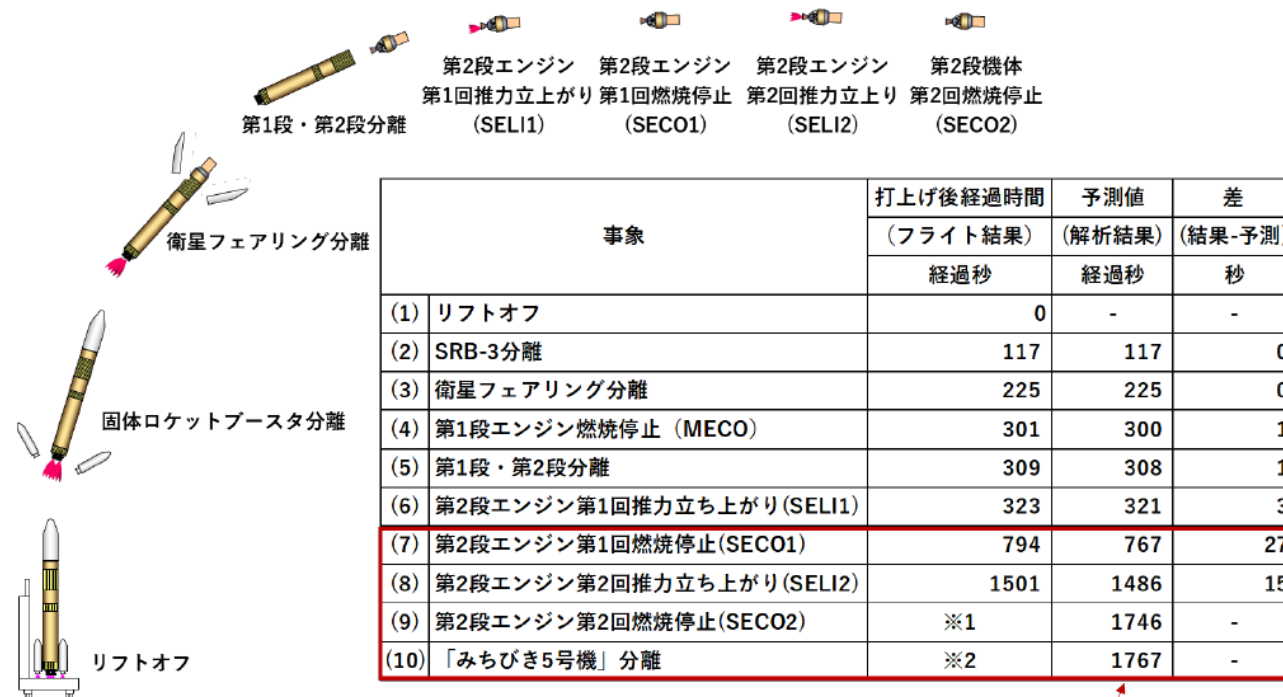 第2段エンジン 第2段エンジン 第2段エンジン 第2段機体
第1回推力立上がり 第1回燃焼停止 第2回推力立上り 第2回燃焼停止
(SELI1) (SECO1) (SELI2) (SECO2)
第1段・第2段分離
衛星フェアリング分離
固体ロケットブースタ分離
リフトオフ
事象 打上げ後経過時間 予測値 差
(フライト結果) (解析結果) (結果-予測)
経過秒 経過秒 秒
(1) リフトオフ 0 - -
(2) SRB-3分離 117 117 0
(3) 衛星フェアリング分離 225 225 0
(4) 第1段エンジン燃焼停止（MECO） 301 300 1
(5) 第1段・第2段分離 309 308 1
(6) 第2段エンジン第1回推力立ち上がり(SELI1) 323 321 3
(7) 第2段エンジン第1回燃焼停止(SECO1) 794 767 27
(8) 第2段エンジン第2回推力立ち上がり(SELI2) 1501 1486 15
(9) 第2段エンジン第2回燃焼停止(SECO2) ※1 1746 -
(10) 「みちびき5号機」分離 ※2 1767 -